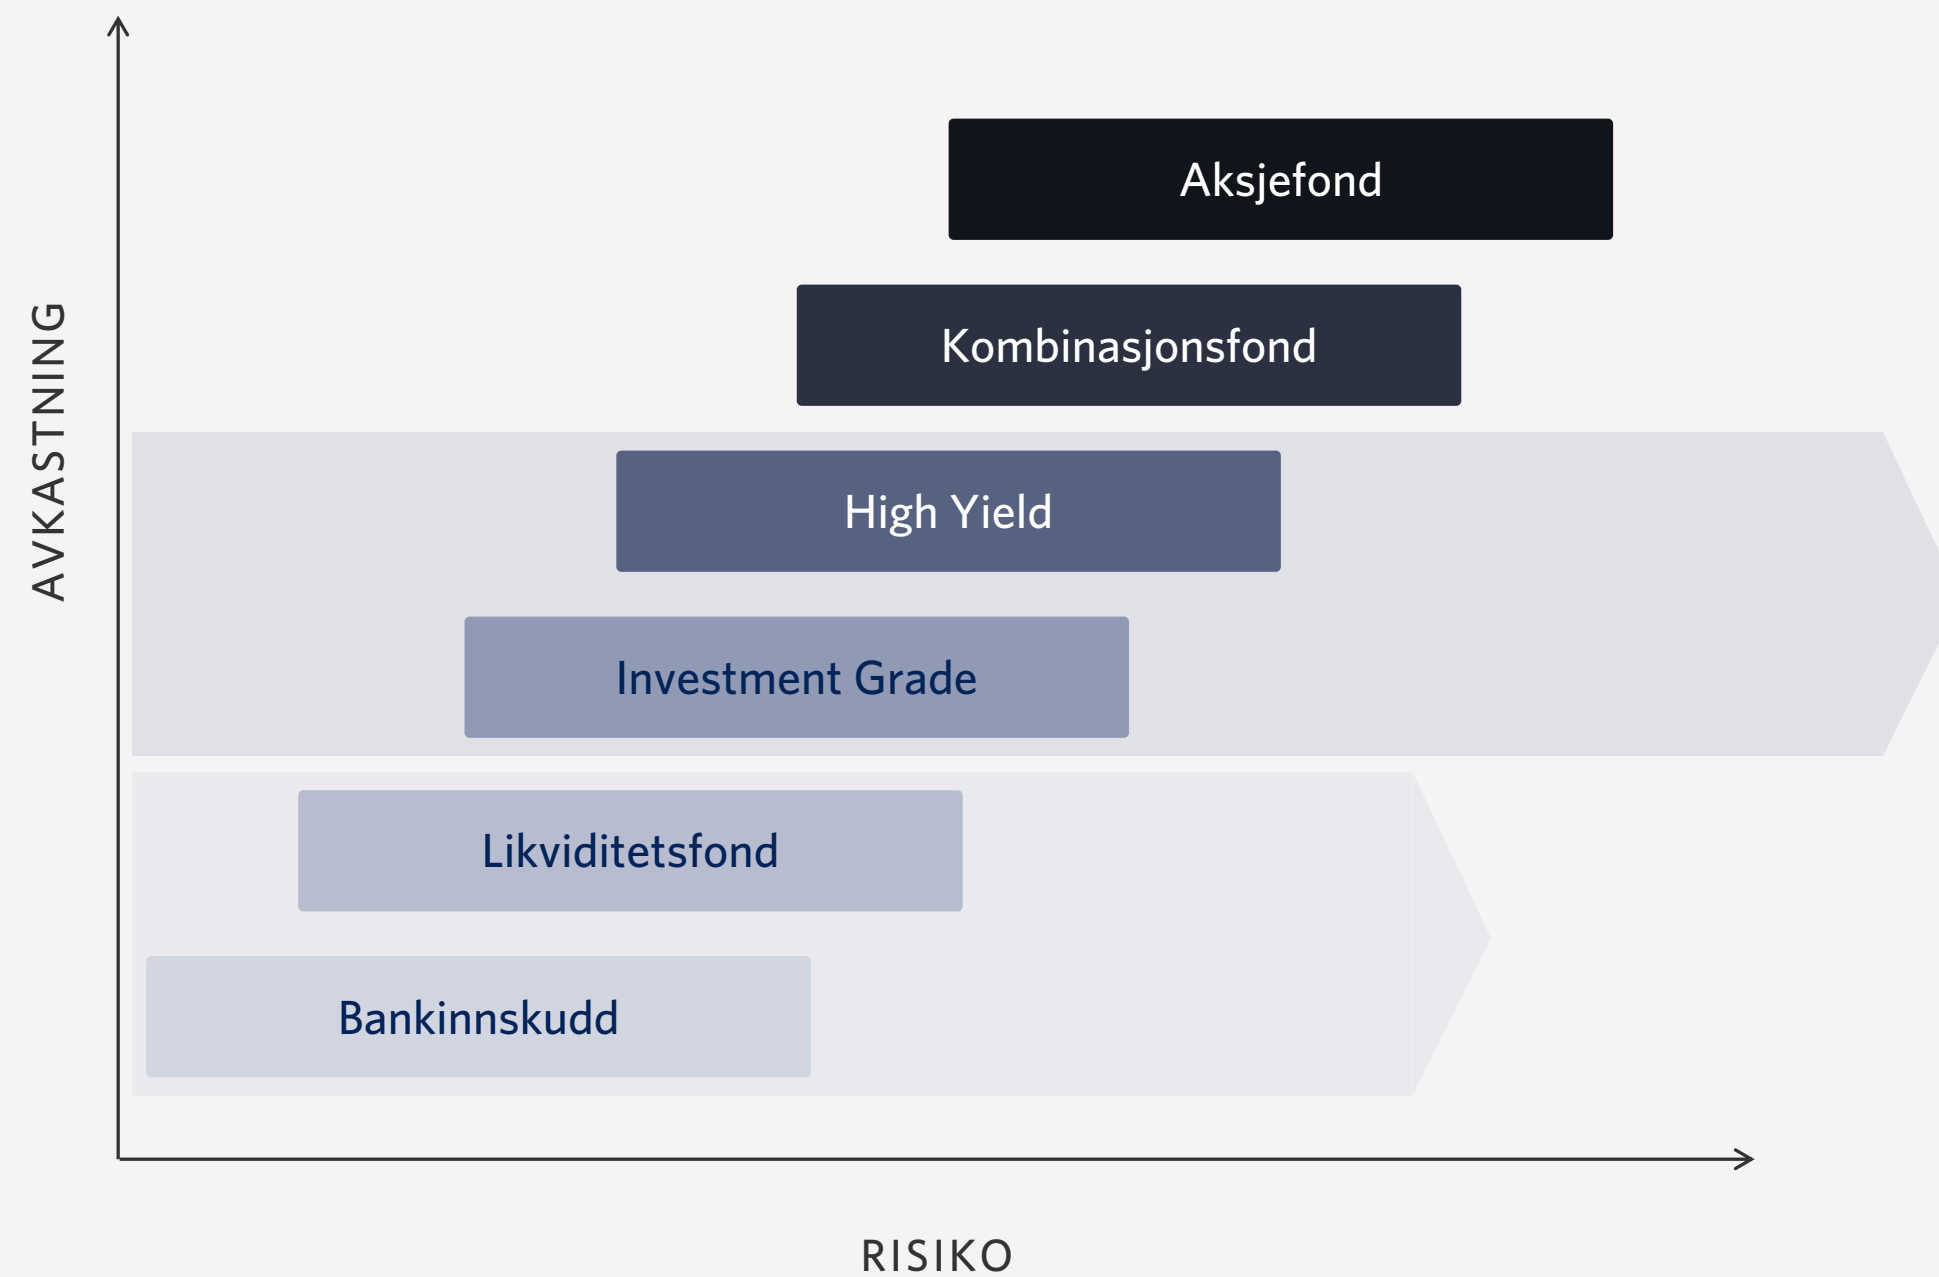 AVKASTNING
Aksjefond
Kombinasjonsfond
High Yield
Investment Grade
Likviditetsfond
Bankinnskudd
RISIKO